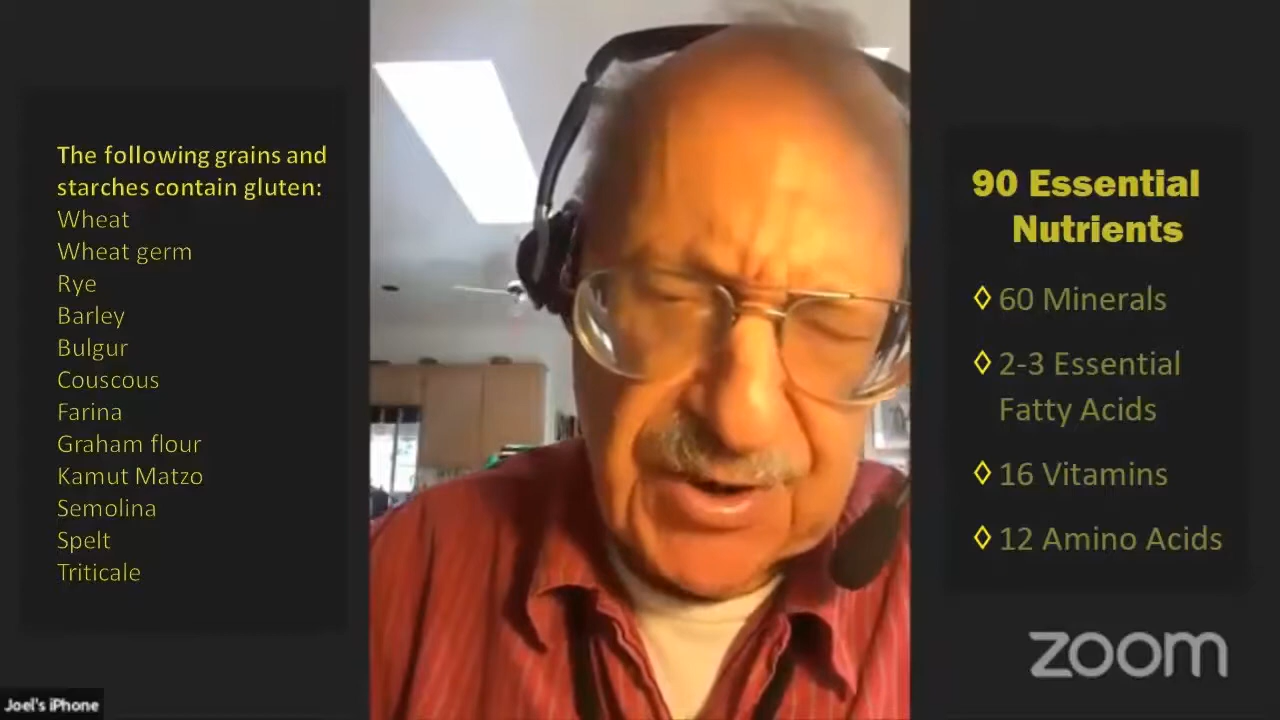 The following grains and
starches contain gluten:
Wheat
Wheat germ
Rye
Barley
Bulgur
Couscous
Farina
Graham flour
Kamut Matzo
Semolina
Spelt
Triticale
90 Essential
Nutrients
◊ 60 Minerals
◊ 2-3 Essential
Fatty Acids
◊ 16 Vitamins
◊ 12 Amino Acids
zoom
Joel's iPhone